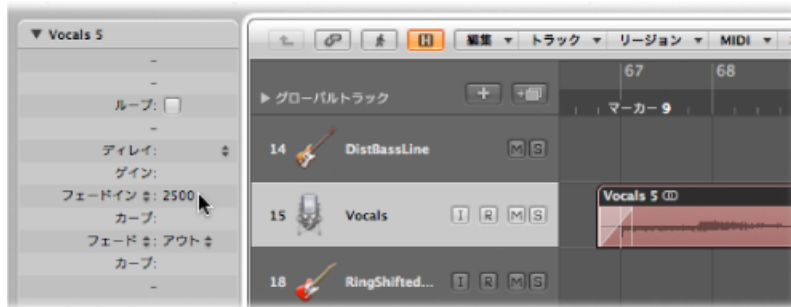 Vocals 5
-
-
ループ:
-
ディレイ:
ゲイン:
フェードイン: 2500
カーブ:
フェード: アウト
カーブ:
-
編集 トラック リージョン MIDI
67 68
グローバルトラック
マーカー 9
14 DistBassLine M S
15 Vocals I R M S
Vocals 5
18 RingShifted... I R M S